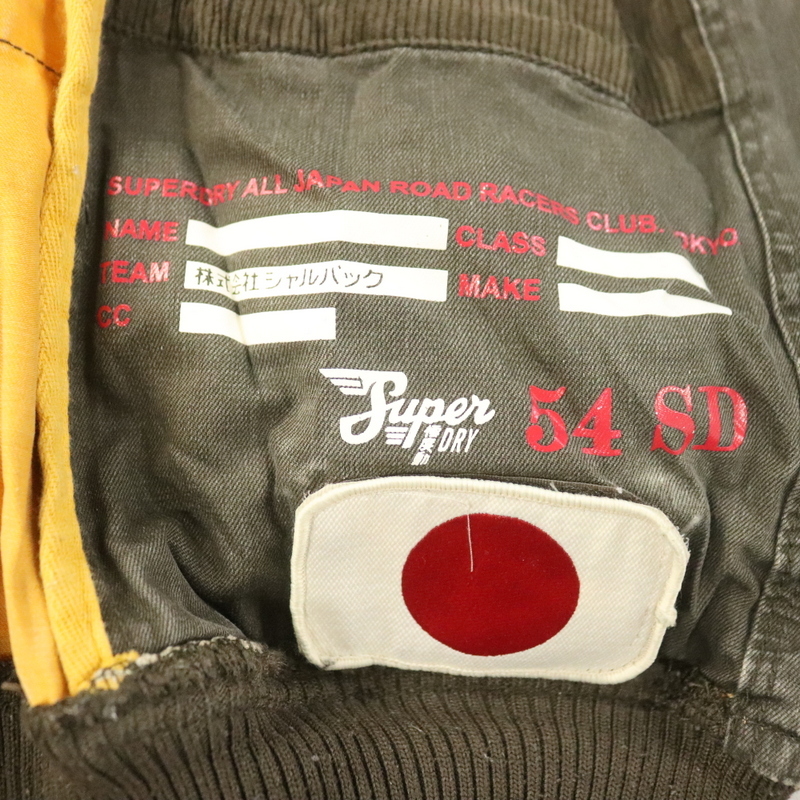 SUPERDRY ALL JAPAN ROAD RACERS CLUB. TOKYO
NAME CLASS
TEAM 株式会社シャルバック MAKE
CC
Super DRY 54 SD